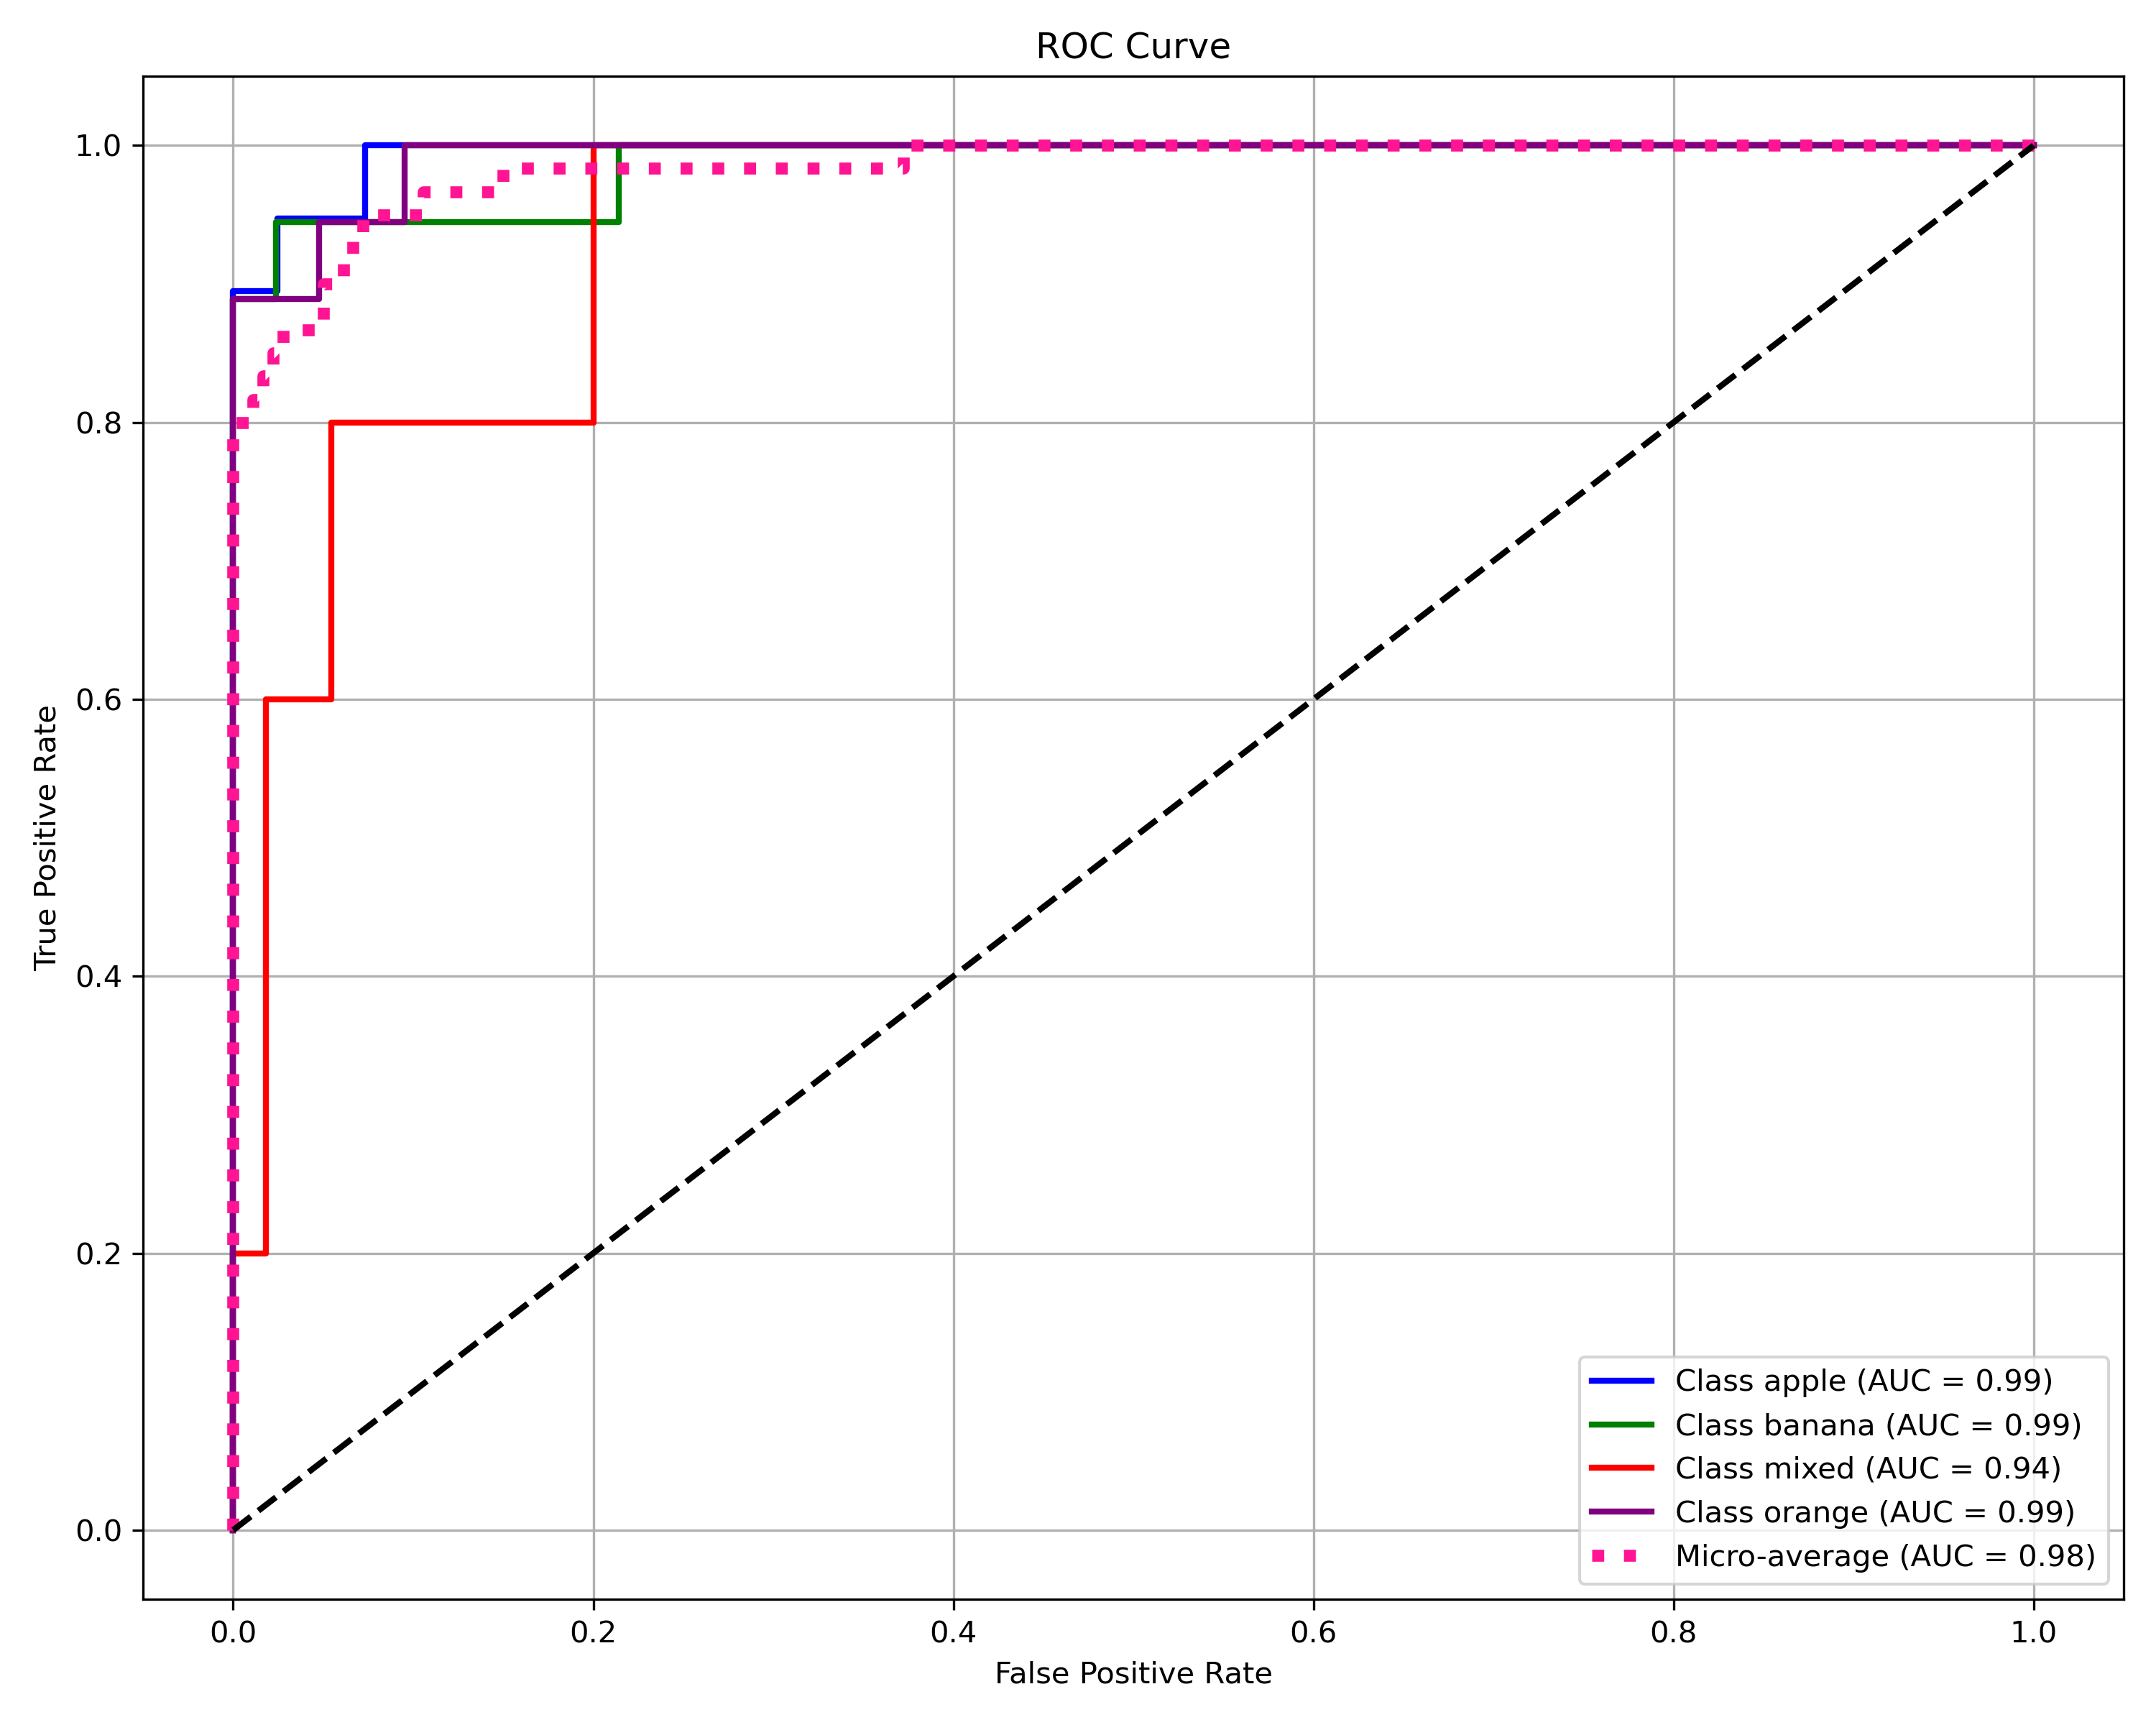 ROC Curve
1.0
0.8
0.6
0.4
0.2
0.0
True Positive Rate
0.0 0.2 0.4 0.6 0.8 1.0
False Positive Rate
Class apple (AUC = 0.99)
Class banana (AUC = 0.99)
Class mixed (AUC = 0.94)
Class orange (AUC = 0.99)
Micro-average (AUC = 0.98)